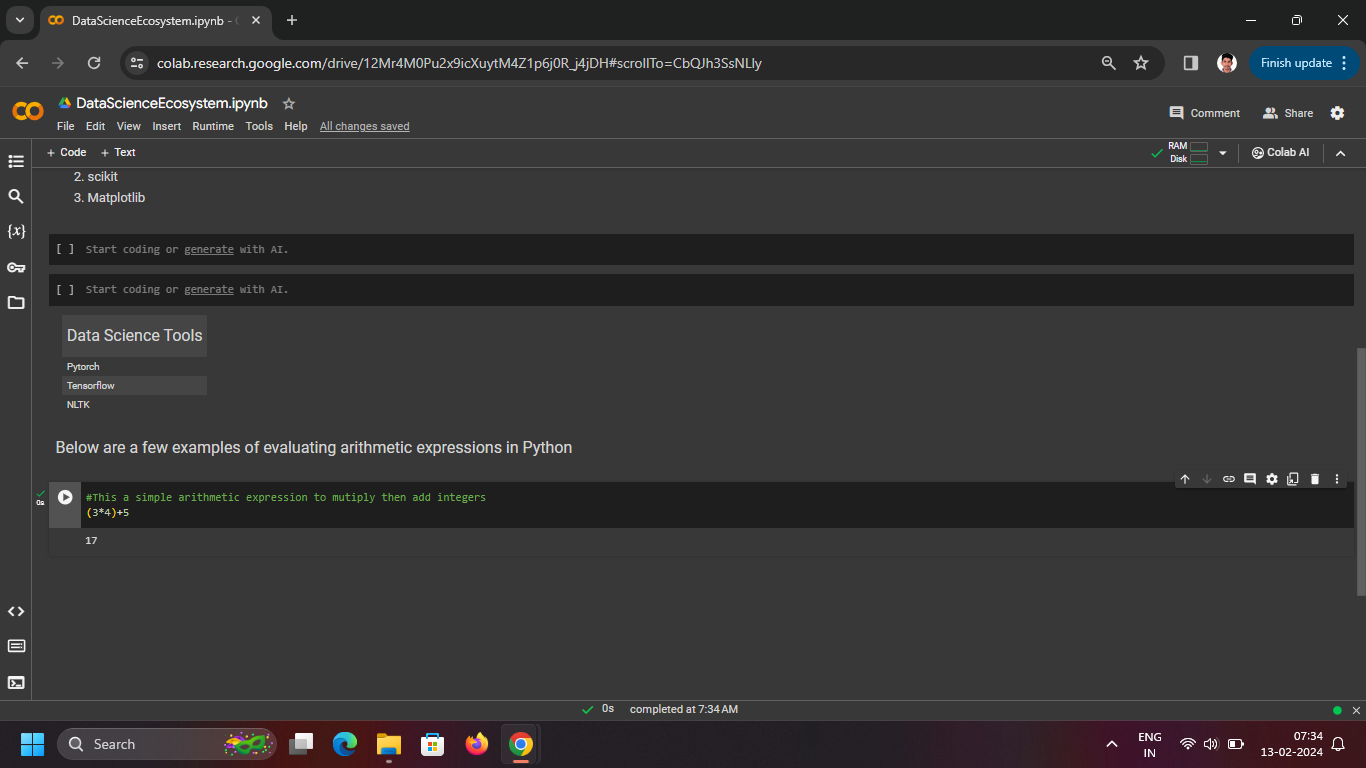 DataScienceEcosystem.ipynb -
colab.research.google.com/drive/12Mr4M0Pu2x9icXuytM4Z1p6j0R_j4jDH#scrollTo=CbQJh3SsNLIy
Finish update
DataScienceEcosystem.ipynb
File Edit View Insert Runtime Tools Help All changes saved
Comment Share
+ Code + Text
RAM
Disk
Colab AI
2. scikit
3. Matplotlib
{x}
[ ] Start coding or generate with AI.
[ ] Start coding or generate with AI.
Data Science Tools
Pytorch
Tensorflow
NLTK
Below are a few examples of evaluating arithmetic expressions in Python
0s
#This a simple arithmetic expression to mutiply then add integers
(3*4)+5
17
0s completed at 7:34 AM
Search
ENG
IN
07:34
13-02-2024